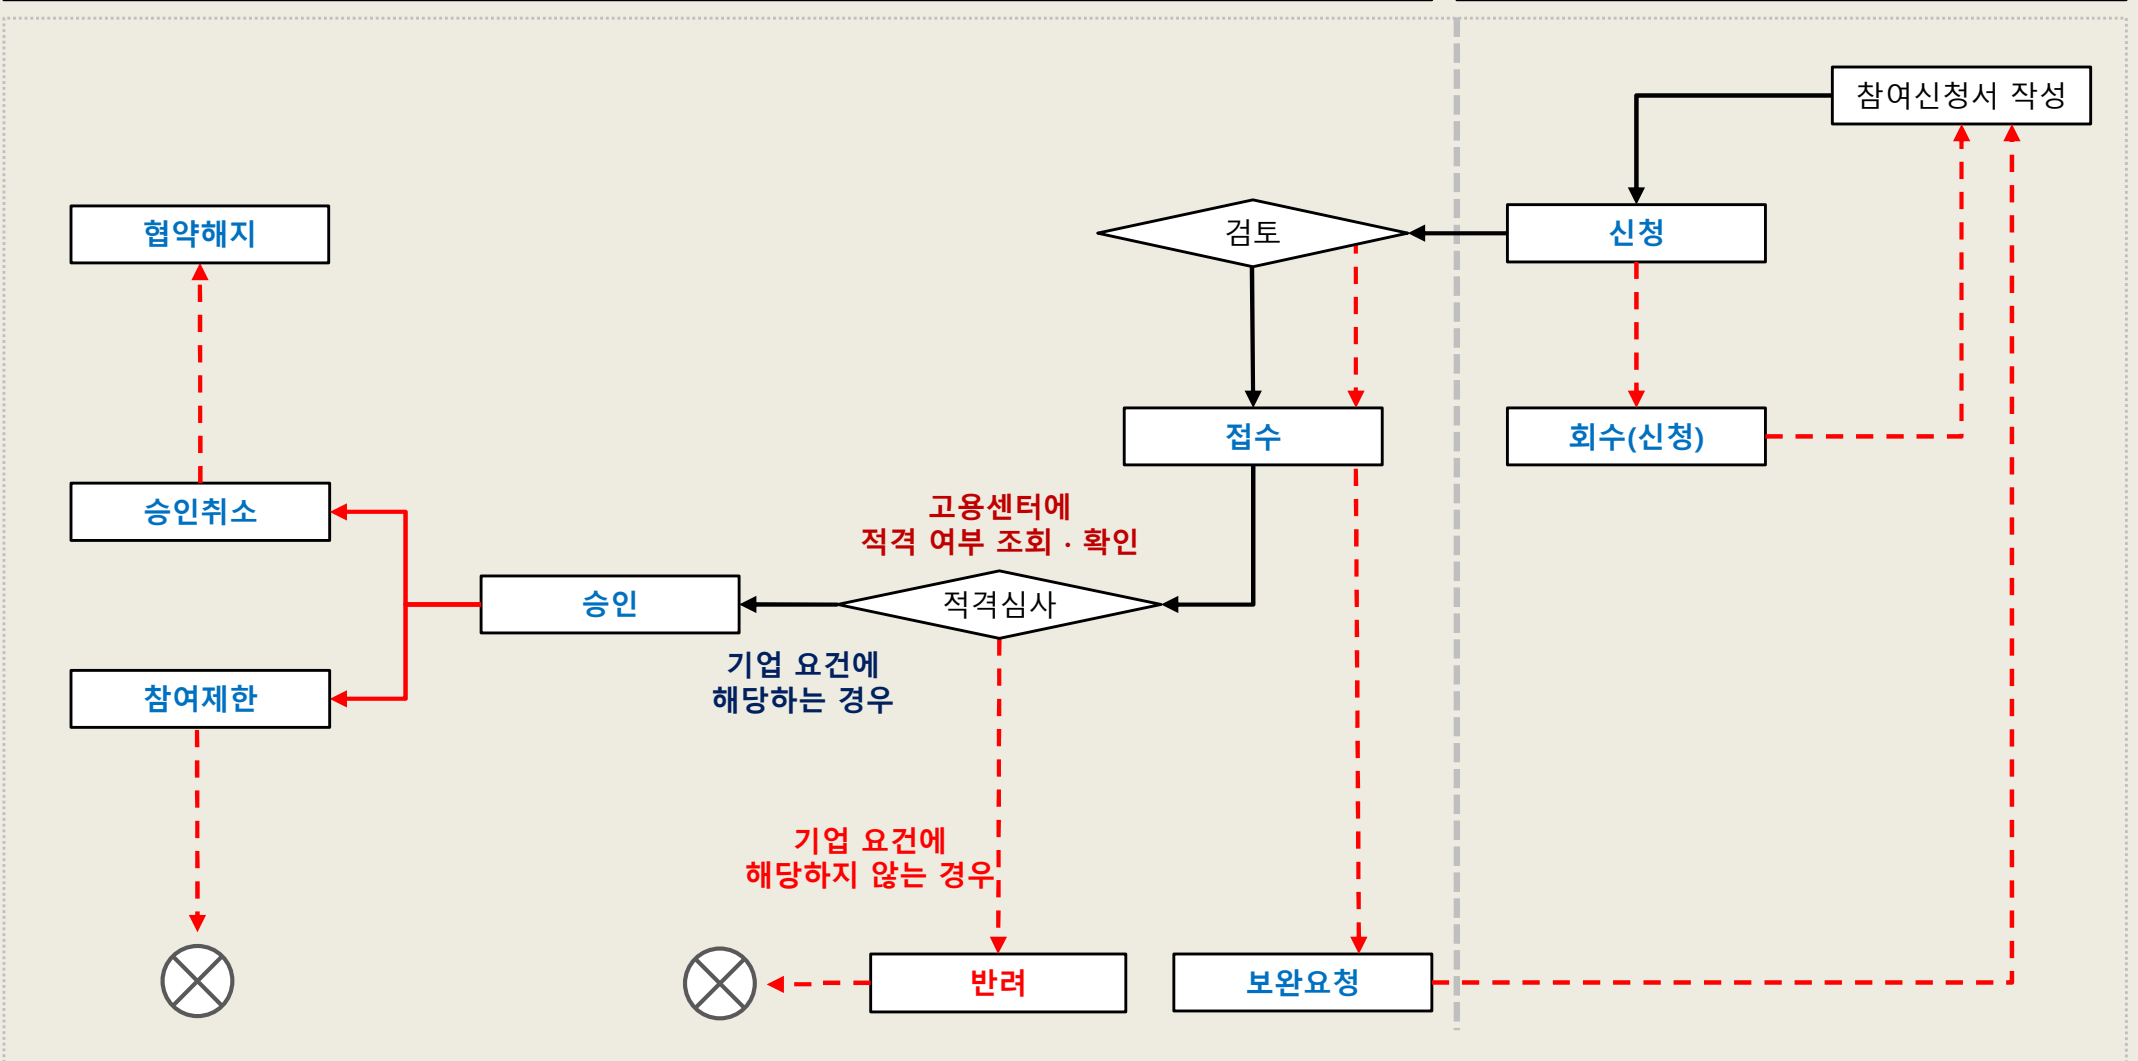 참여신청서 작성
협약해지
검토
신청
접수
회수(신청)
승인취소
고용센터에
적격 여부 조회 · 확인
승인
적격심사
기업 요건에
해당하는 경우
참여제한
기업 요건에
해당하지 않는 경우
반려
보완요청